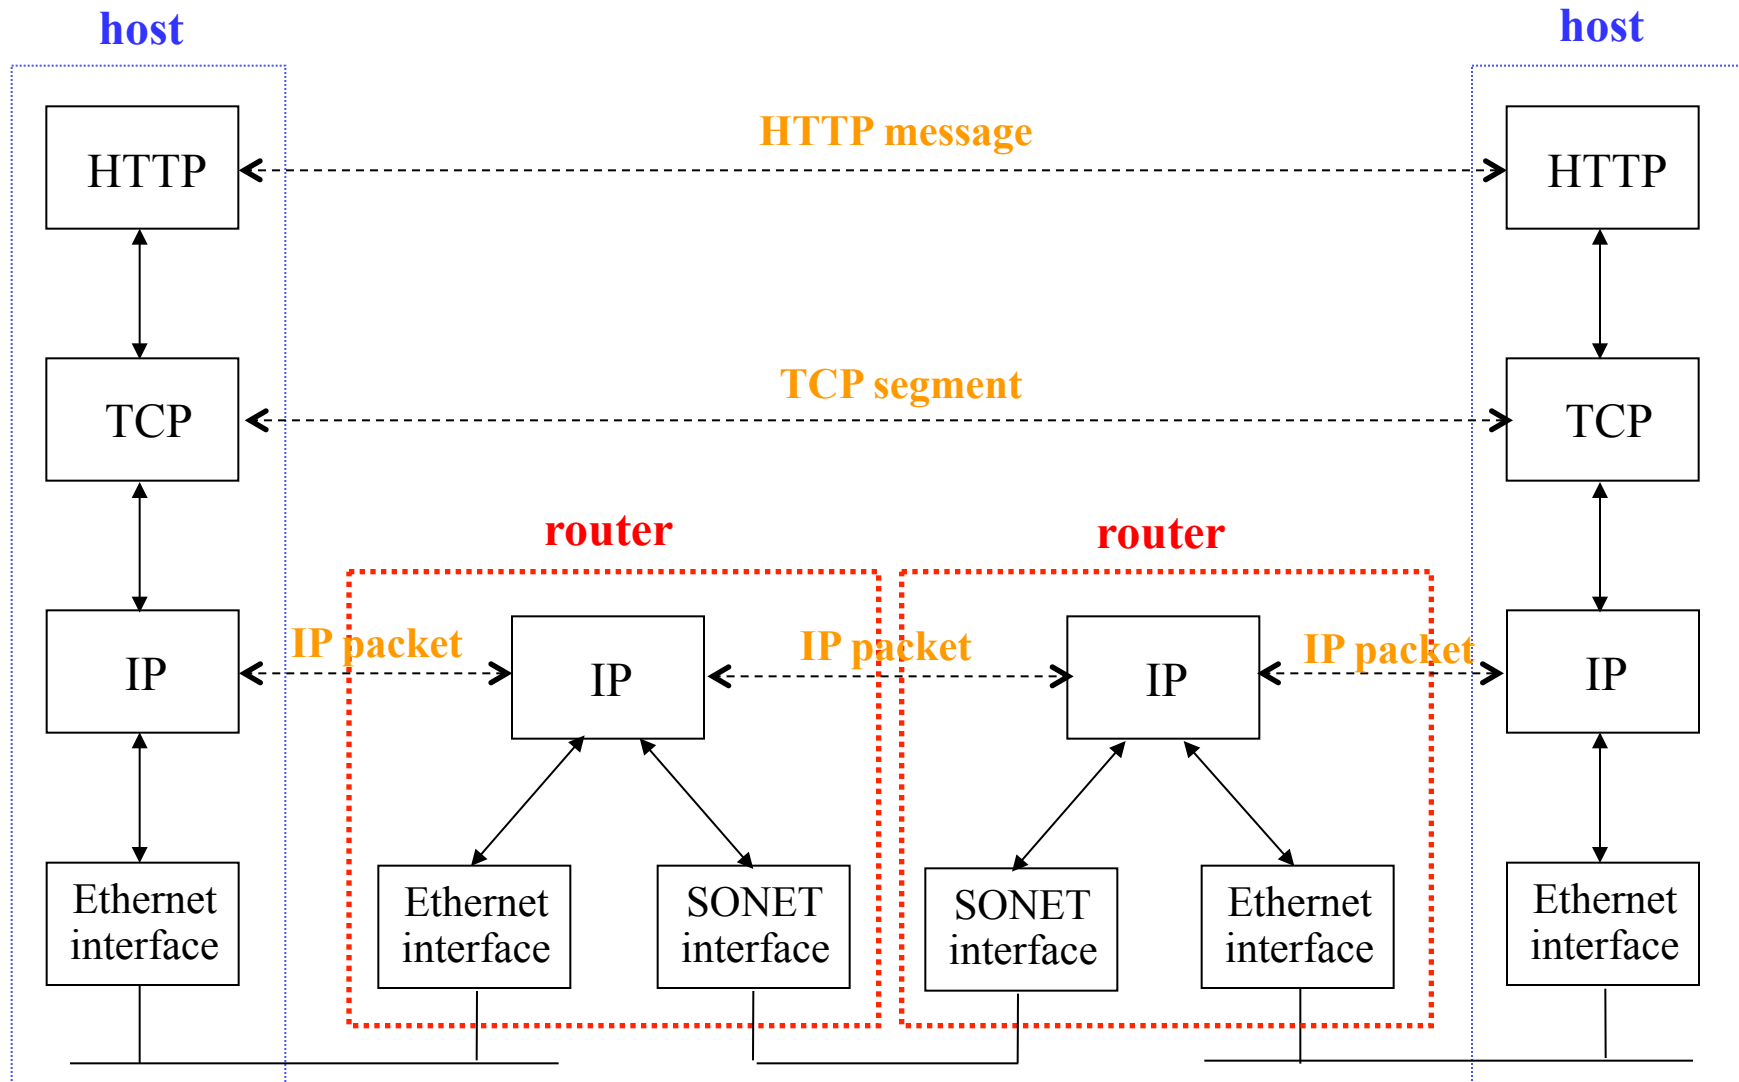 host
host
HTTP message
HTTP
HTTP
TCP segment
TCP
TCP
router
router
IP packet
IP packet
IP packet
IP
IP
IP
IP
Ethernet
interface
Ethernet
interface
SONET
interface
SONET
interface
Ethernet
interface
Ethernet
interface